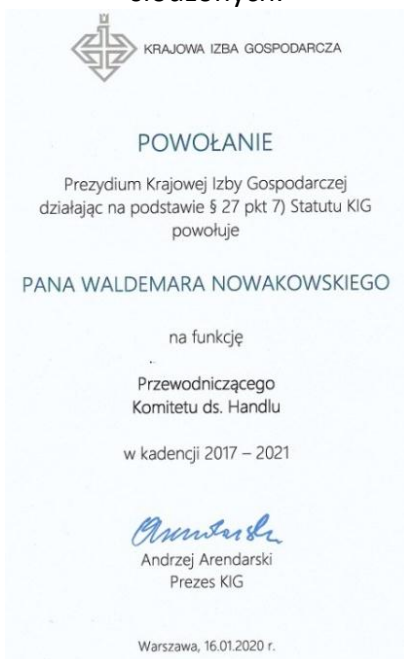 KRAJOWA IZBA GOSPODARCZA
POWOŁANIE
Prezydium Krajowej Izby Gospodarczej
działając na podstawie § 27 pkt 7) Statutu KIG
powołuje
PANA WALDEMARA NOWAKOWSKIEGO
na funkcję
Przewodniczącego
Komitetu ds. Handlu
w kadencji 2017 – 2021
Arendarski
Andrzej Arendarski
Prezes KIG
Warszawa, 16.01.2020 r.